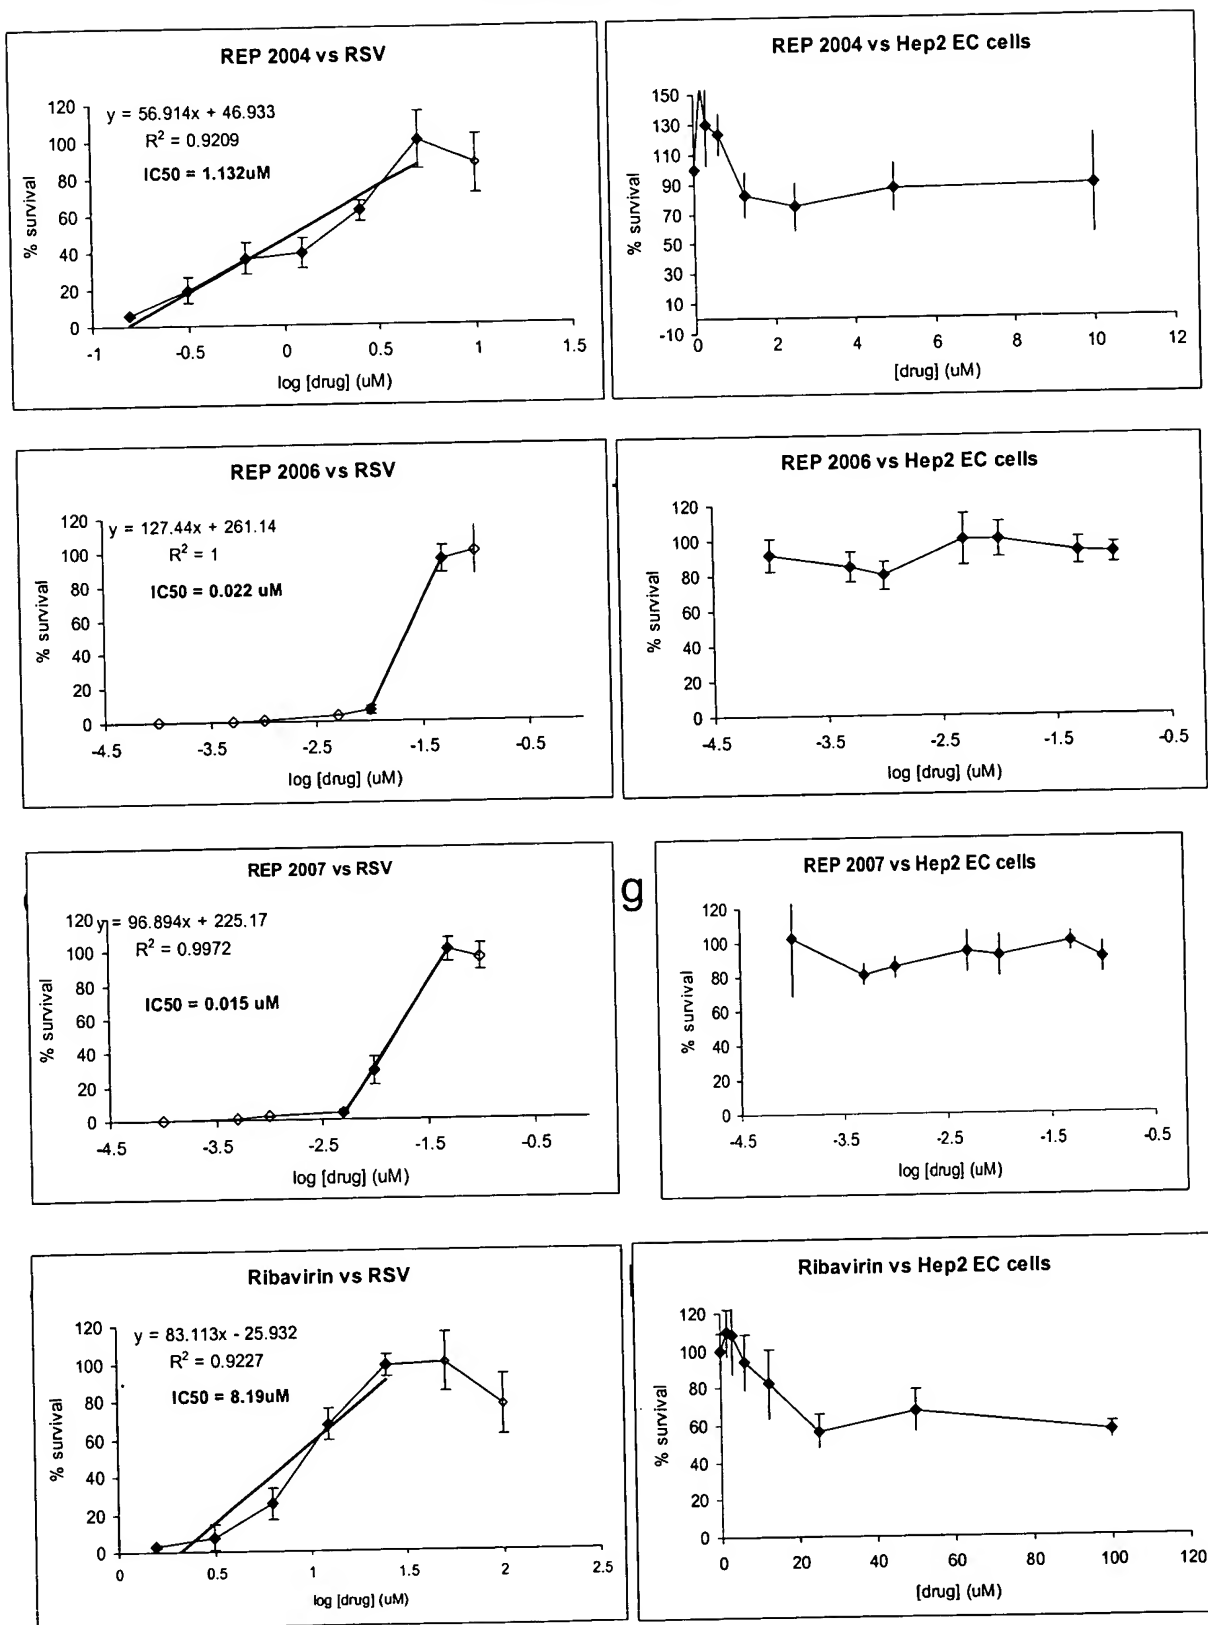 REP 2004 vs RSV
y = 56.914x + 46.933
R² = 0.9209
IC50 = 1.132uM
120
100
80
60
40
20
0
% survival
-1
-0.5
0
0.5
1
1.5
log [drug] (uM)
REP 2004 vs Hep2 EC cells
150
130
110
90
70
50
30
10
-10
% survival
0
2
4
6
8
10
12
[drug] (uM)
REP 2006 vs RSV
y = 127.44x + 261.14
R² = 1
IC50 = 0.022 uM
120
100
80
60
40
20
0
% survival
-4.5
-3.5
-2.5
-1.5
-0.5
log [drug] (uM)
REP 2006 vs Hep2 EC cells
120
100
80
60
40
20
0
% survival
-4.5
-3.5
-2.5
-1.5
-0.5
log [drug] (uM)
REP 2007 vs RSV
y = 96.894x + 225.17
R² = 0.9972
IC50 = 0.015 uM
120
100
80
60
40
20
0
% survival
-4.5
-3.5
-2.5
-1.5
-0.5
log [drug] (uM)
g
REP 2007 vs Hep2 EC cells
120
100
80
60
40
20
0
% survival
-4.5
-3.5
-2.5
-1.5
-0.5
log [drug] (uM)
Ribavirin vs RSV
y = 83.113x - 25.932
R² = 0.9227
IC50 = 8.19uM
120
100
80
60
40
20
0
% survival
0
0.5
1
1.5
2
2.5
log [drug] (uM)
Ribavirin vs Hep2 EC cells
120
100
80
60
40
20
0
% survival
0
20
40
60
80
100
120
[drug] (uM)